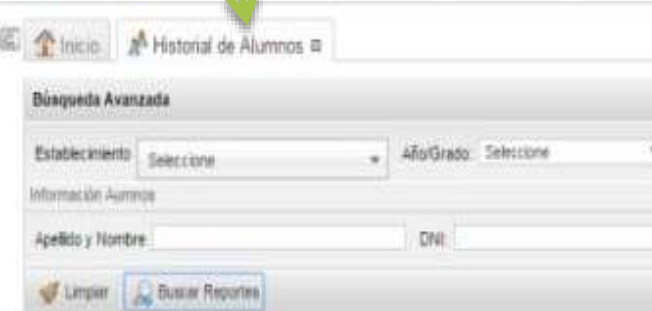 Inicio Historial de Alumnos
Búsqueda Avanzada
Establecimiento Seleccione Año/Grado: Seleccione
Información Alumnos
Apellido y Nombre DNI:
Limpiar Buscar Reportes